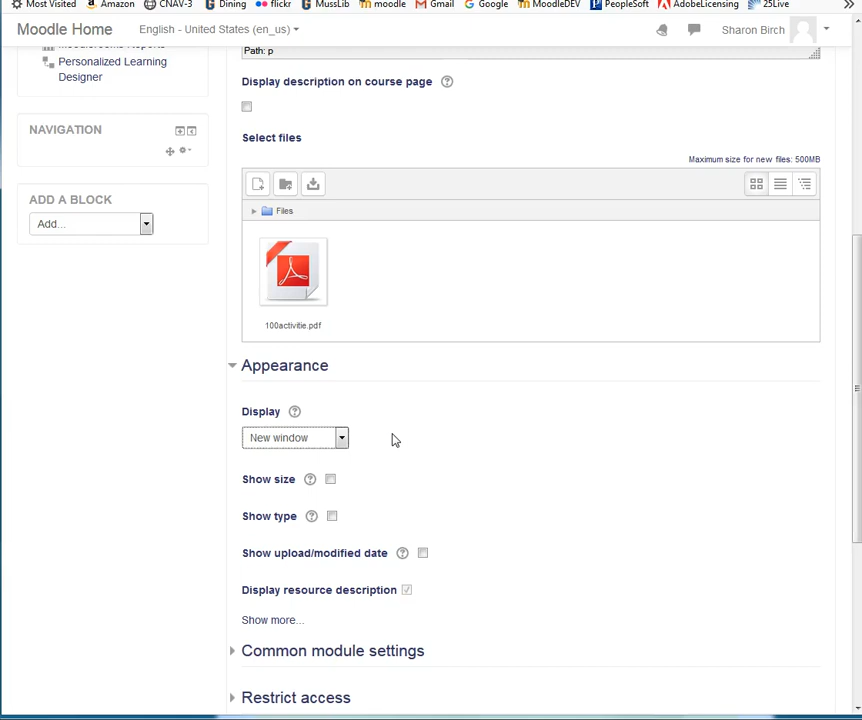 Most Visited Amazon CNAV-3 Dining flickr MussLib moodle Gmail Google MoodleDEV PeopleSoft AdobeLicensing 25Live
Moodle Home English - United States (en_us) Sharon Birch
Moodlerooms Reports
Personalized Learning
Designer
NAVIGATION
ADD A BLOCK
Add...
Path: p
Display description on course page
Select files
Maximum size for new files: 500MB
Files
100activitie.pdf
Appearance
Display
New window
Show size
Show type
Show upload/modified date
Display resource description
Show more...
Common module settings
Restrict access